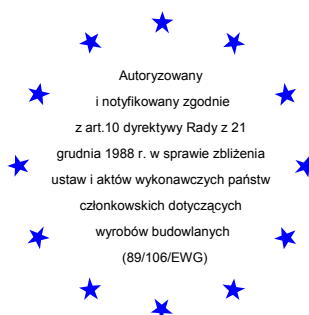 Autoryzowany
i notyfikowany zgodnie
z art.10 dyrektywy Rady z 21
grudnia 1988 r. w sprawie zbliżenia
ustaw i aktów wykonawczych państw
członkowskich dotyczących
wyrobów budowlanych
(89/106/EWG)